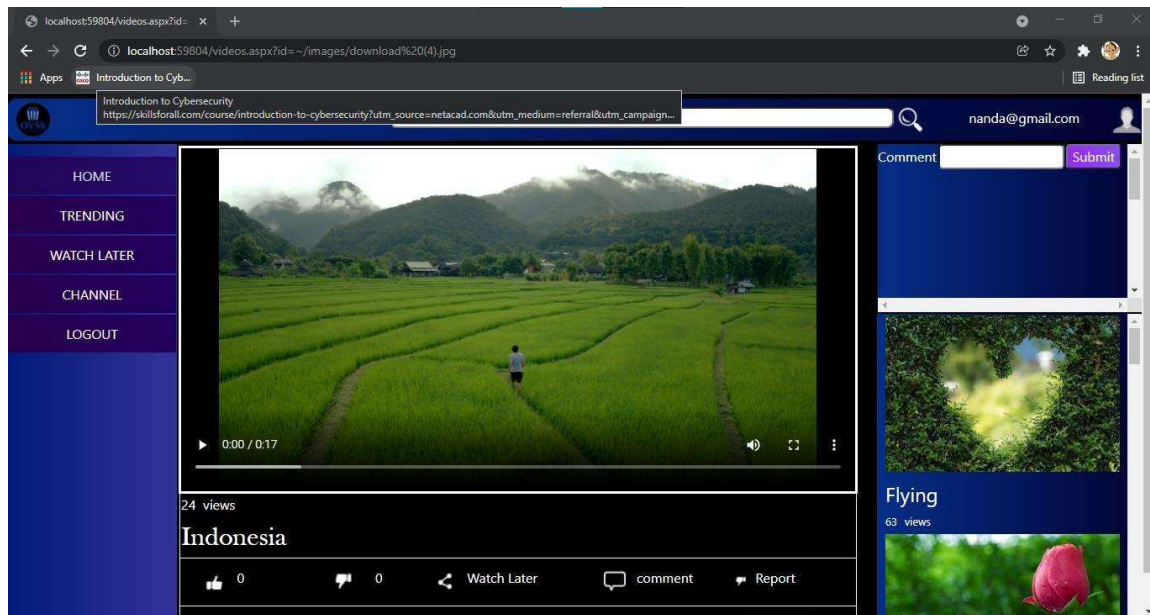 localhost:59804/videos.aspx?id=
localhost:59804/videos.aspx?id=~/images/download%20(4).jpg
Apps
Introduction to Cyb...
Reading list
Introduction to Cybersecurity
https://skillsforall.com/course/introduction-to-cybersecurity?utm_source=netacad.com&utm_medium=referral&utm_campaign...
OVSS
nanda@gmail.com
HOME
TRENDING
WATCH LATER
CHANNEL
LOGOUT
0:00 / 0:17
24 views
Indonesia
0
0
Watch Later
comment
Report
Comment
Submit
Flying
63 views